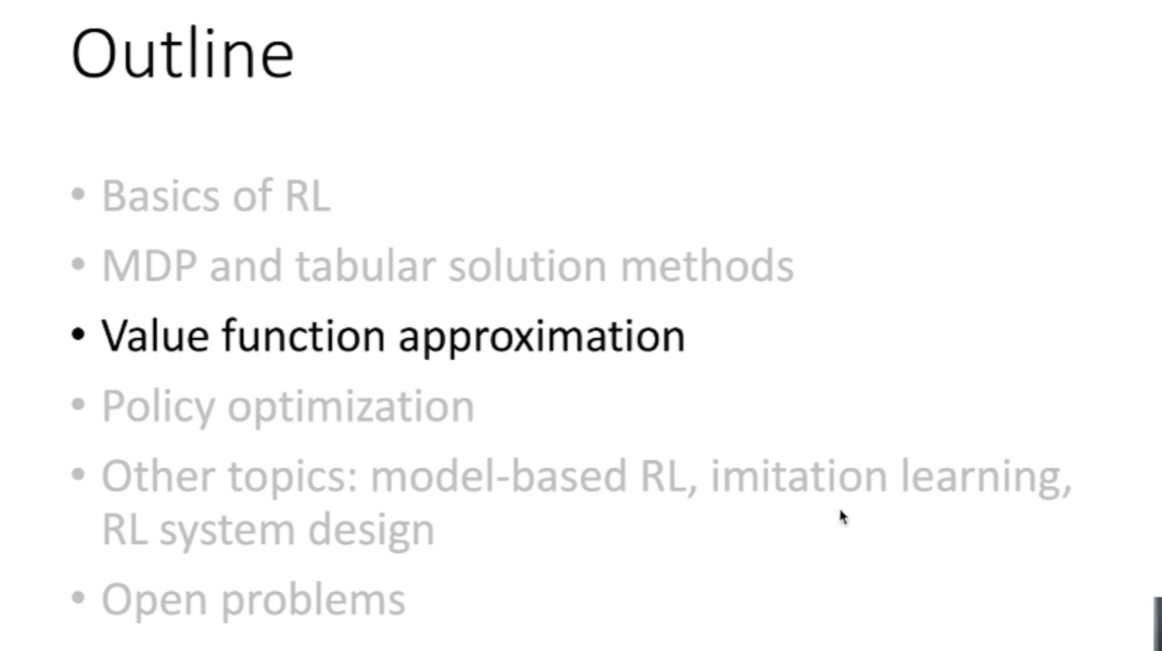 Outline
• Basics of RL
• MDP and tabular solution methods
• Value function approximation
• Policy optimization
• Other topics: model-based RL, imitation learning,
RL system design
• Open problems